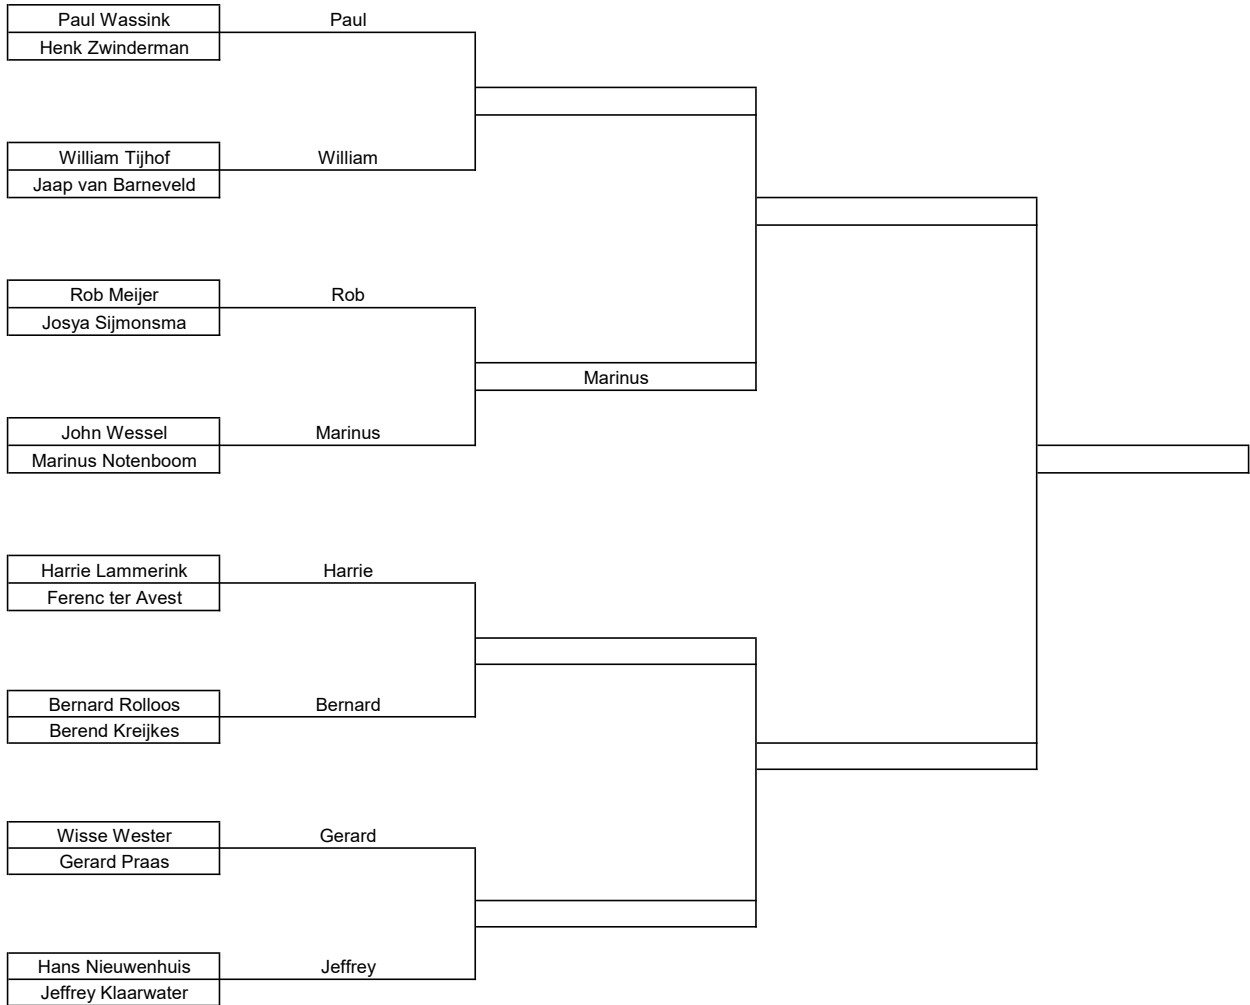 Paul Wassink
Paul
Henk Zwinderman
William Tijhof
William
Jaap van Barneveld
Rob Meijer
Rob
Josya Sijmonsma
Marinus
John Wessel
Marinus
Marinus Notenboom
Harrie Lammerink
Harrie
Ferenc ter Avest
Bernard Rolloos
Bernard
Berend Kreijkes
Wisse Wester
Gerard
Gerard Praas
Hans Nieuwenhuis
Jeffrey
Jeffrey Klaarwater